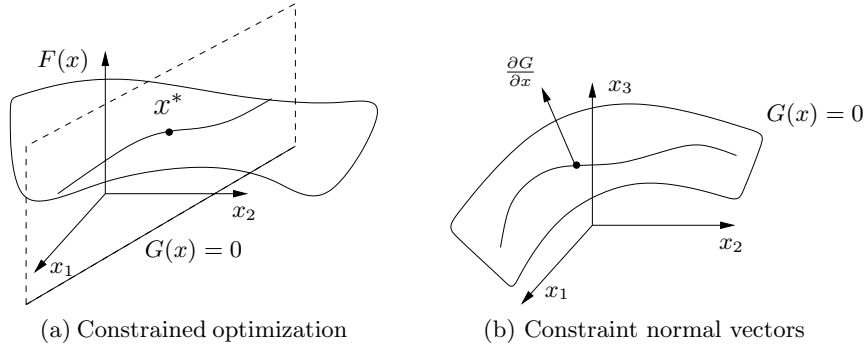 F(x)
x*
x₂
G(x) = 0
x₁
(a) Constrained optimization
∂G/∂x
x₃
G(x) = 0
x₂
x₁
(b) Constraint normal vectors